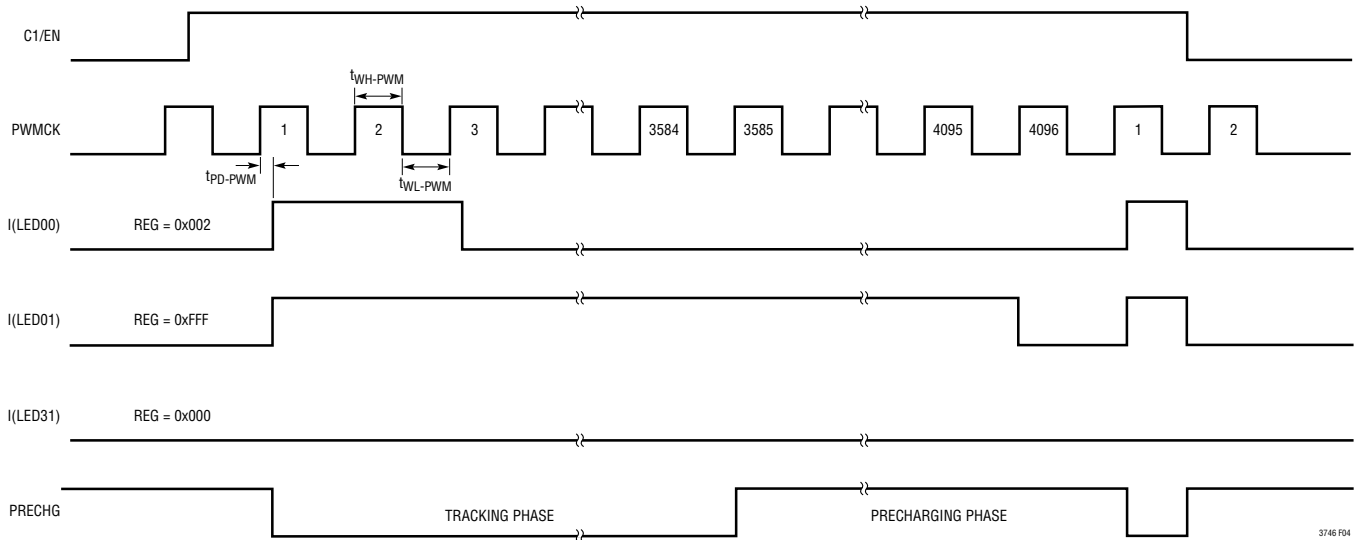 C1/EN
tWH-PWM
PWMCK
1
2
3
3584
3585
4095
4096
1
2
tPD-PWM
tWL-PWM
I(LED00)
REG = 0x002
I(LED01)
REG = 0xFFF
I(LED31)
REG = 0x000
PRECHG
TRACKING PHASE
PRECHARGING PHASE
3746 F04